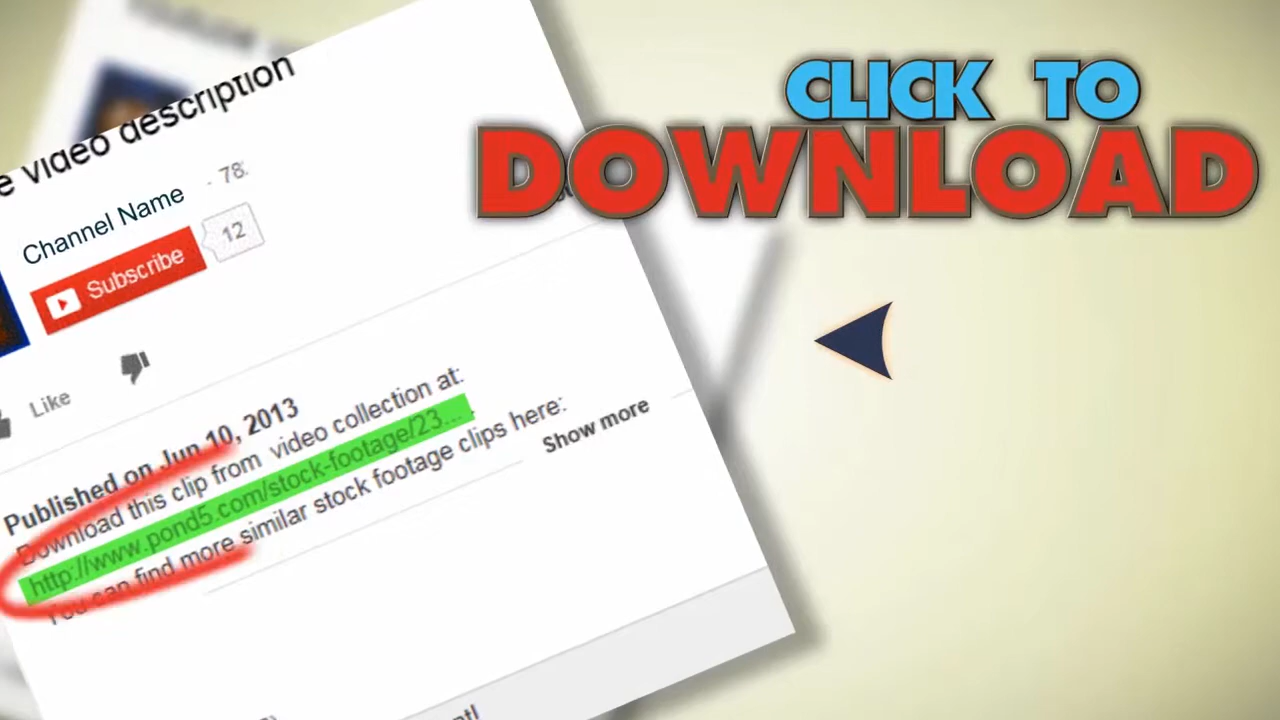 CLICK TO
DOWNLOAD
video description
Channel Name
Subscribe
12
Like
Published on Jun 10, 2013
Download this clip from video collection at:
http://www.pond5.com/stock-footage/23...
You can find more similar stock footage clips here:
Show more